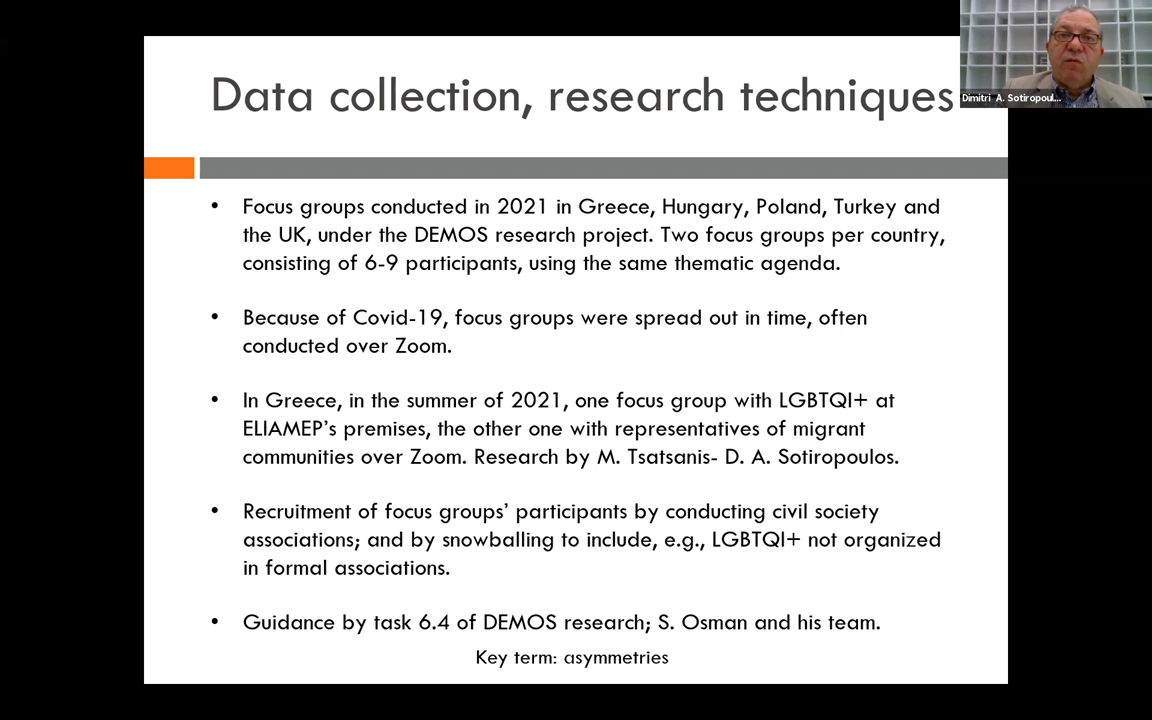 Data collection, research techniques
Dimitri A. Sotiropoul...
• Focus groups conducted in 2021 in Greece, Hungary, Poland, Turkey and
the UK, under the DEMOS research project. Two focus groups per country,
consisting of 6-9 participants, using the same thematic agenda.
• Because of Covid-19, focus groups were spread out in time, often
conducted over Zoom.
• In Greece, in the summer of 2021, one focus group with LGBTQI+ at
ELIAMEP’s premises, the other one with representatives of migrant
communities over Zoom. Research by M. Tsatsanis- D. A. Sotiropoulos.
• Recruitment of focus groups’ participants by conducting civil society
associations; and by snowballing to include, e.g., LGBTQI+ not organized
in formal associations.
• Guidance by task 6.4 of DEMOS research; S. Osman and his team.
Key term: asymmetries